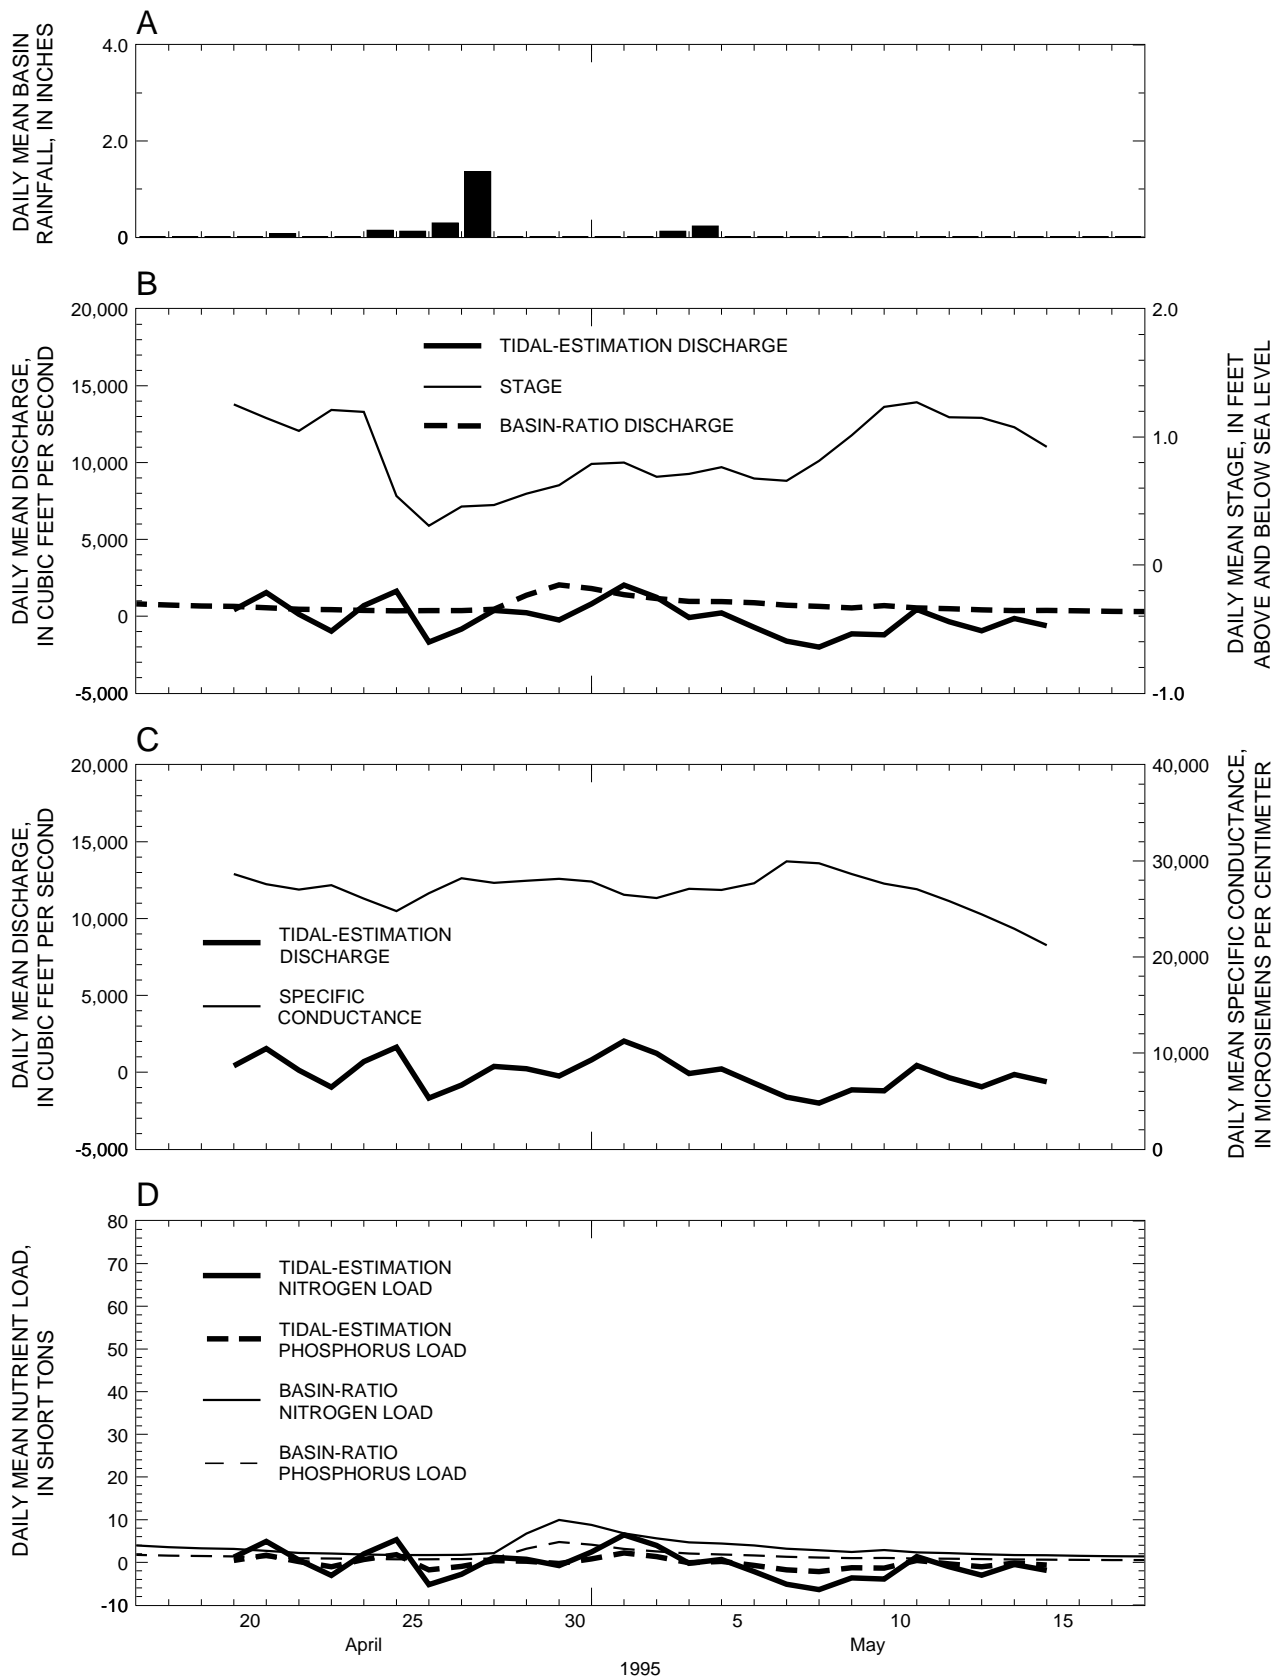 A
DAILY MEAN BASIN
RAINFALL, IN INCHES
4.0
2.0
0
B
DAILY MEAN DISCHARGE,
IN CUBIC FEET PER SECOND
20,000
15,000
10,000
5,000
0
-5,000
TIDAL-ESTIMATION DISCHARGE
STAGE
BASIN-RATIO DISCHARGE
2.0
1.0
0
-1.0
DAILY MEAN STAGE, IN FEET
ABOVE AND BELOW SEA LEVEL
C
DAILY MEAN DISCHARGE,
IN CUBIC FEET PER SECOND
20,000
15,000
10,000
5,000
0
-5,000
TIDAL-ESTIMATION
DISCHARGE
SPECIFIC
CONDUCTANCE
40,000
30,000
20,000
10,000
0
DAILY MEAN SPECIFIC CONDUCTANCE,
IN MICROSIEMENS PER CENTIMETER
D
DAILY MEAN NUTRIENT LOAD,
IN SHORT TONS
80
70
60
50
40
30
20
10
0
-10
TIDAL-ESTIMATION
NITROGEN LOAD
TIDAL-ESTIMATION
PHOSPHORUS LOAD
BASIN-RATIO
NITROGEN LOAD
BASIN-RATIO
PHOSPHORUS LOAD
20 25 30 5 10 15
April May
1995